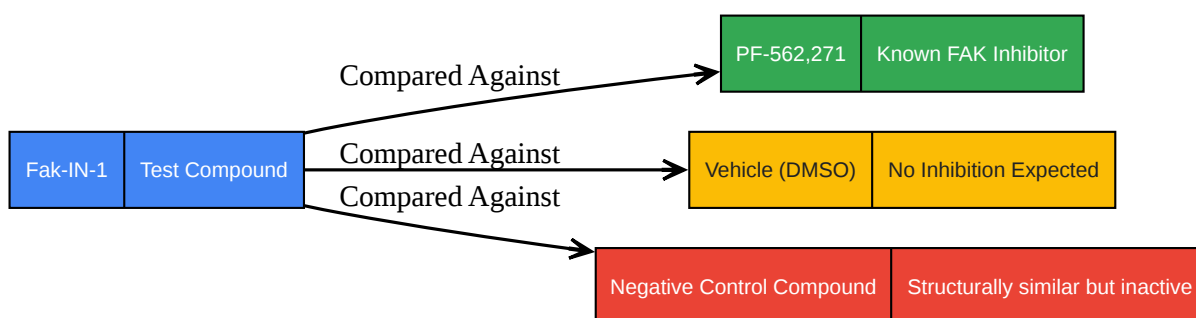 PF-562,271
Known FAK Inhibitor
Compared Against
Fak-IN-1
Test Compound
Compared Against
Vehicle (DMSO)
No Inhibition Expected
Compared Against
Negative Control Compound
Structurally similar but inactive